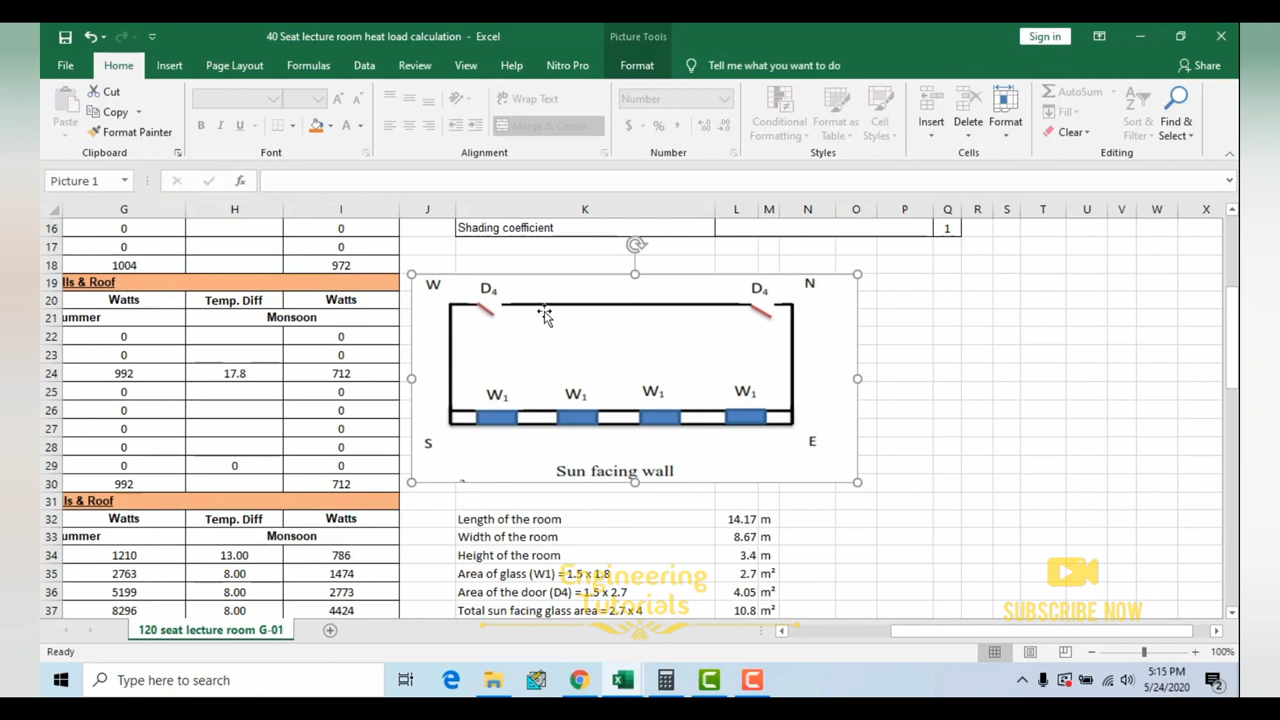 40 Seat lecture room heat load calculation - Excel
Picture Tools
Sign in
File Home Insert Page Layout Formulas Data Review View Help Nitro Pro Format Tell me what you want to do Share
Paste
Cut
Copy
Format Painter
Clipboard
B I U A
Font
Wrap Text
Merge & Center
Alignment
Number
$ % ,
Number
Conditional Formatting
Format as Table
Cell Styles
Styles
Insert
Delete
Format
Cells
AutoSum
Fill
Clear
Sort & Filter
Find & Select
Editing
Picture 1
fx
G H I J K L M N O P Q R S T U V W X
16 0 0 Shading coefficient 1
17 0 0
18 1004 972
19 lls & Roof
20 Watts Temp. Diff Watts
21 ummer Monsoon
22 0 0
23 0 0
24 992 17.8 712
25 0 0
26 0 0
27 0 0
28 0 0
29 0 0 0
30 992 712
31 lls & Roof
W D4 D4 N
W1 W1 W1 W1
S E
Sun facing wall
32 Watts Temp. Diff Watts Length of the room 14.17 m
33 ummer Monsoon Width of the room 8.67 m
34 1210 13.00 786 Height of the room 3.4 m
35 2763 8.00 1474 Area of glass (W1) = 1.5 x 1.8 2.7 m²
36 5199 8.00 2773 Area of the door (D4) = 1.5 x 2.7 4.05 m²
37 8296 8.00 4424 Total sun facing glass area = 2.7 x 4 10.8 m²
Engineering
Tutorials
SUBSCRIBE NOW
120 seat lecture room G-01
Ready
100%
Type here to search
5:15 PM
5/24/2020
2